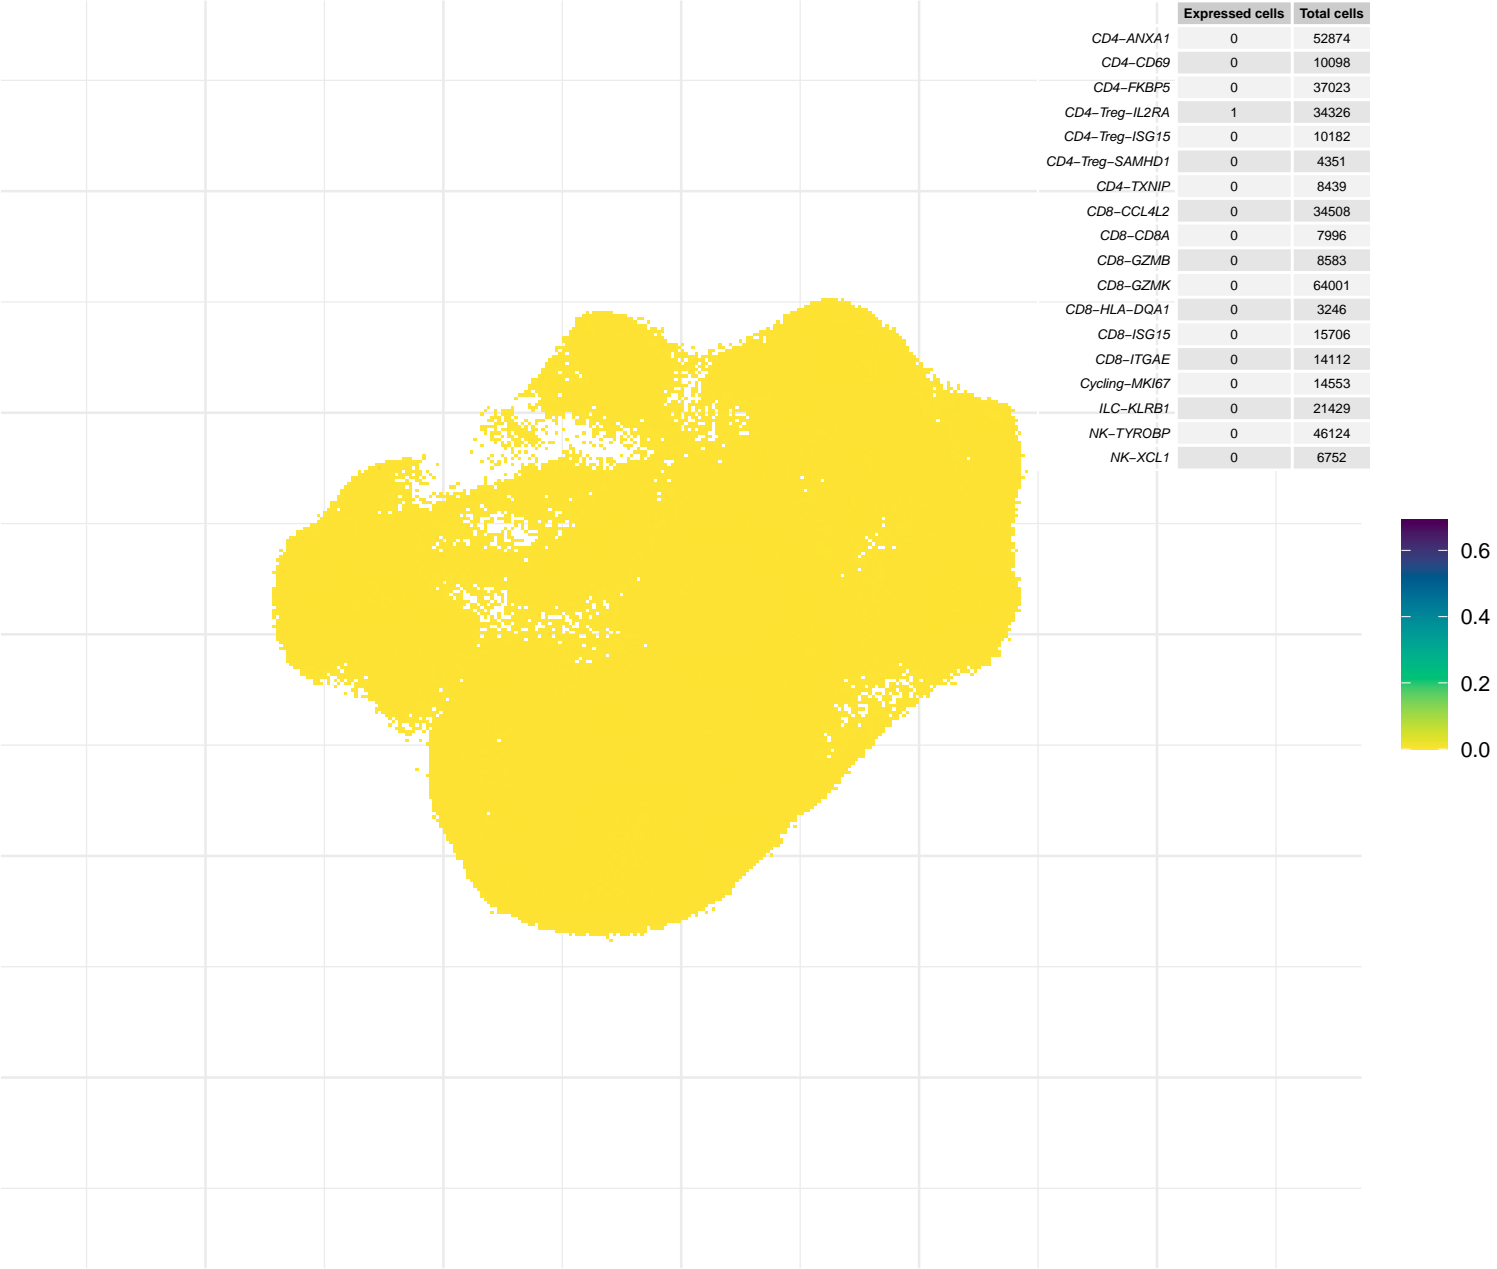 Expressed cells Total cells
CD4−ANXA1 0 52874
CD4−CD69 0 10098
CD4−FKBP5 0 37023
CD4−Treg−IL2RA 1 34326
CD4−Treg−ISG15 0 10182
CD4−Treg−SAMHD1 0 4351
CD4−TXNIP 0 8439
CD8−CCL4L2 0 34508
CD8−CD8A 0 7996
CD8−GZMB 0 8583
CD8−GZMK 0 64001
CD8−HLA−DQA1 0 3246
CD8−ISG15 0 15706
CD8−ITGAE 0 14112
Cycling−MKI67 0 14553
ILC−KLRB1 0 21429
NK−TYROBP 0 46124
NK−XCL1 0 6752
0.6
0.4
0.2
0.0